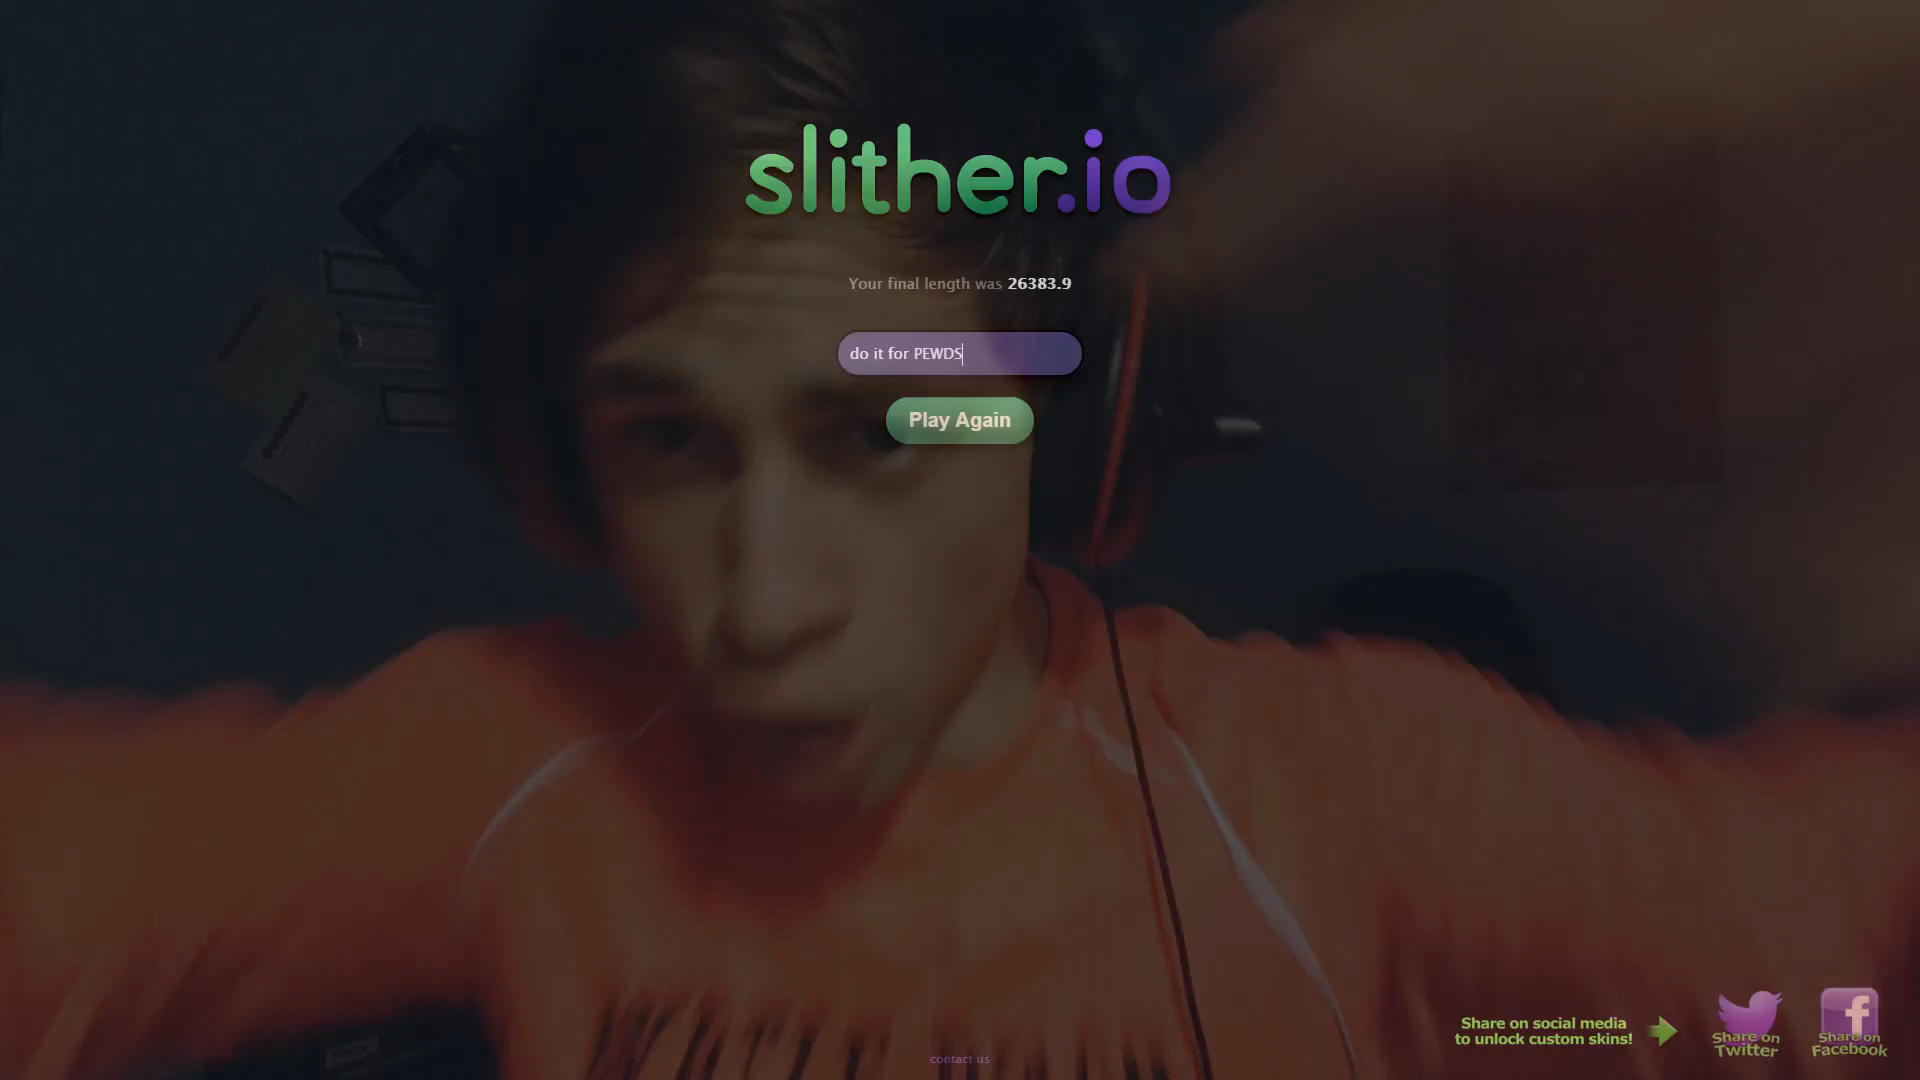 slither.io
Your final length was 26383.9
do it for PEWDS
Play Again
Share on social media
to unlock custom skins!
Share on
Twitter
Share on
Facebook
contact us